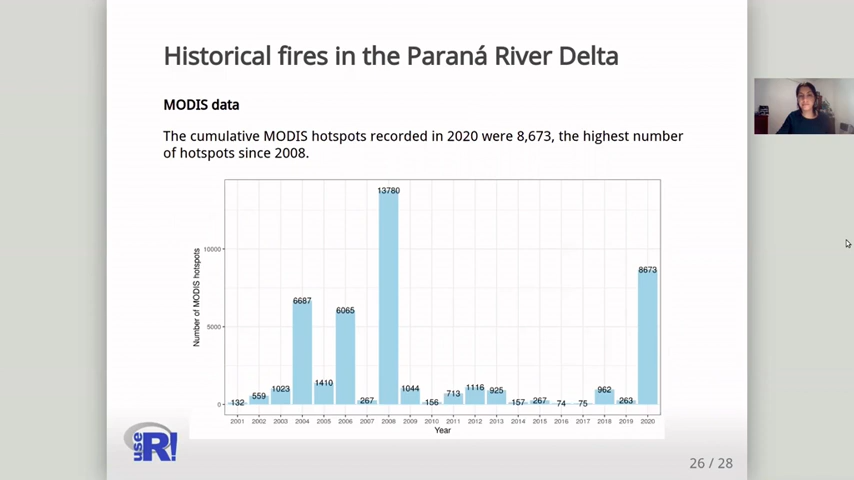 Historical fires in the Paraná River Delta
MODIS data
The cumulative MODIS hotspots recorded in 2020 were 8,673, the highest number
of hotspots since 2008.
13780
10000
8673
6687
6065
5000
1410
1023
1044
1116
925
962
559
713
132
267
156
157
267
74
75
263
0
Number of MODIS hotspots
2001 2002 2003 2004 2005 2006 2007 2008 2009 2010 2011 2012 2013 2014 2015 2016 2017 2018 2019 2020
Year
useR!
26 / 28